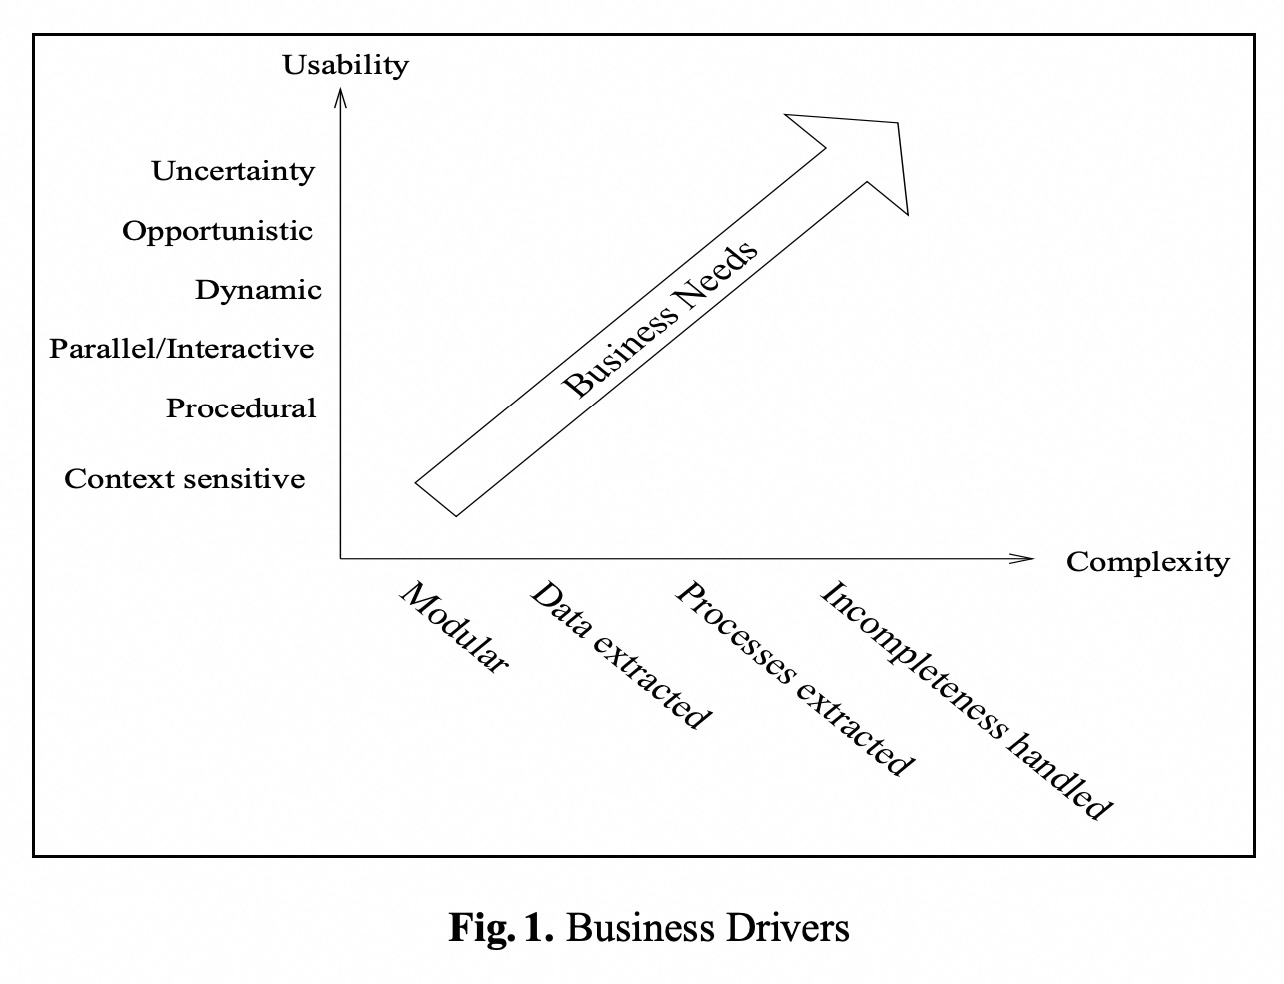 Usability
Uncertainty
Opportunistic
Dynamic
Parallel/Interactive
Procedural
Context sensitive
Business Needs
Complexity
Modular
Data extracted
Processes extracted
Incompleteness handled
Fig. 1. Business Drivers